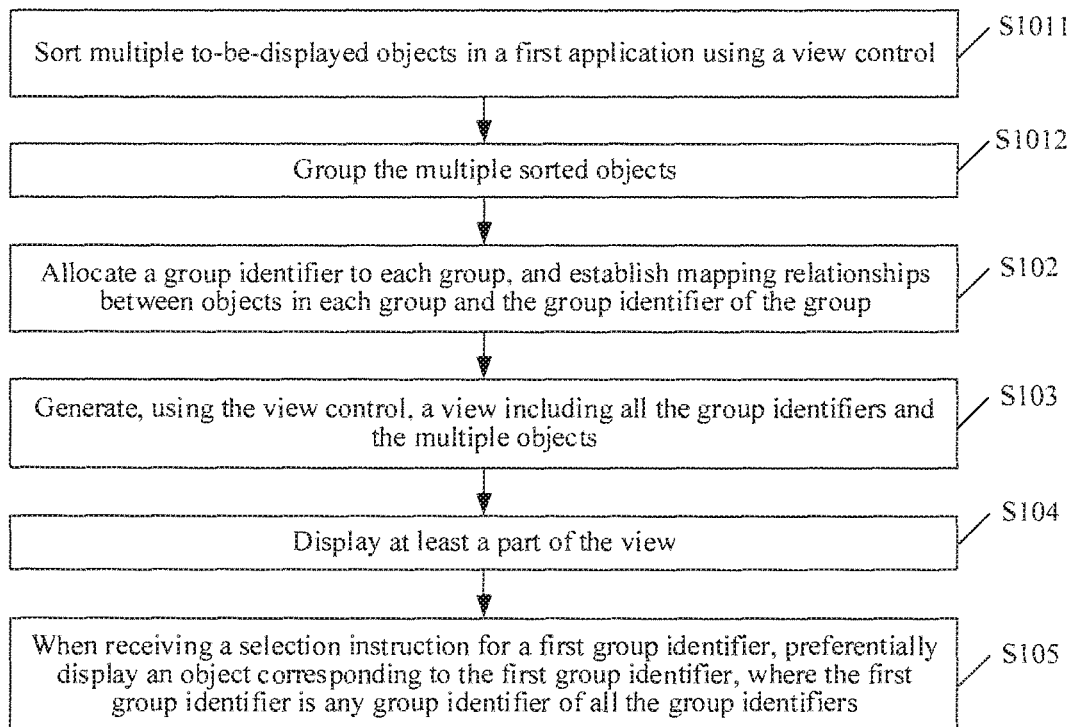 S1011
Sort multiple to-be-displayed objects in a first application using a view control
S1012
Group the multiple sorted objects
S102
Allocate a group identifier to each group, and establish mapping relationships
between objects in each group and the group identifier of the group
S103
Generate, using the view control, a view including all the group identifiers and
the multiple objects
S104
Display at least a part of the view
S105
When receiving a selection instruction for a first group identifier, preferentially
display an object corresponding to the first group identifier, where the first
group identifier is any group identifier of all the group identifiers